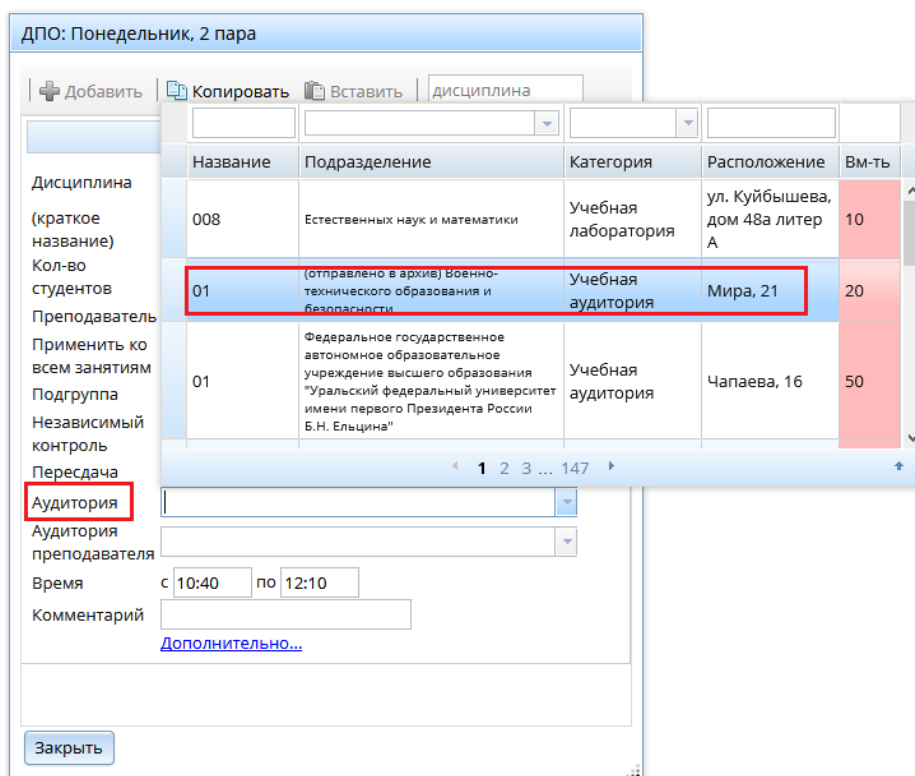 ДПО: Понедельник, 2 пара
Добавить Копировать Вставить дисциплина
Название Подразделение Категория Расположение Вм-ть
008 Естественных наук и математики Учебная лаборатория ул. Куйбышева, дом 48а литер А 10
01 (отправлено в архив) Военно-технического образования и безопасности Учебная аудитория Мира, 21 20
01 Федеральное государственное автономное образовательное учреждение высшего образования "Уральский федеральный университет имени первого Президента России Б.Н. Ельцина" Учебная аудитория Чапаева, 16 50
1 2 3 ... 147
Дисциплина
(краткое
название)
Кол-во
студентов
Преподаватель
Применить ко
всем занятиям
Подгруппа
Независимый
контроль
Пересдача
Аудитория
Аудитория
преподавателя
Время с 10:40 по 12:10
Комментарий
Дополнительно...
Закрыть